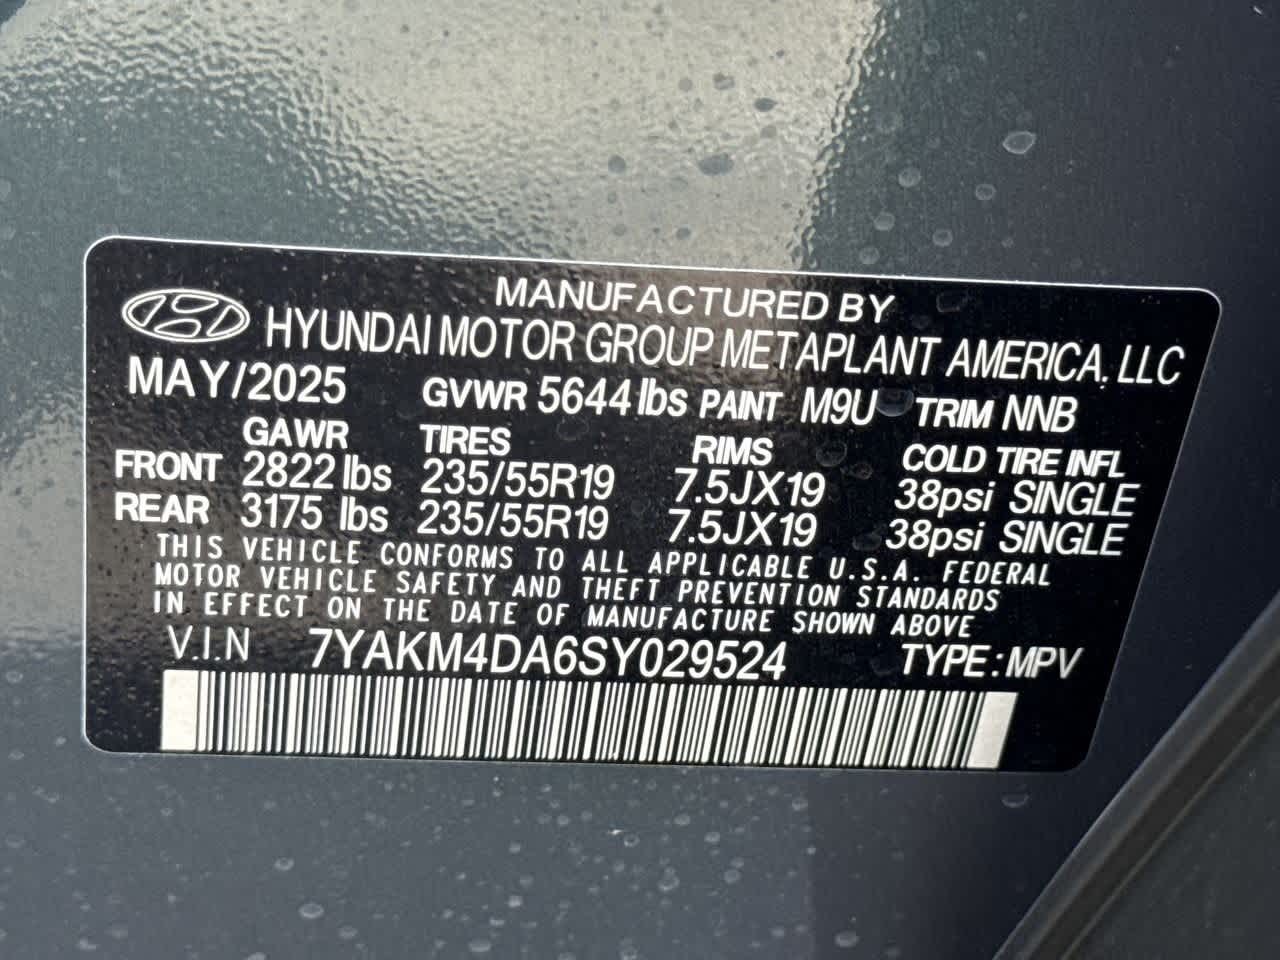 MANUFACTURED BY
HYUNDAI MOTOR GROUP METAPLANT AMERICA, LLC
MAY/2025 GVWR 5644 lbs PAINT M9U TRIM NNB
GAWR TIRES RIMS COLD TIRE INFL
FRONT 2822 lbs 235/55R19 7.5JX19 38psi SINGLE
REAR 3175 lbs 235/55R19 7.5JX19 38psi SINGLE
THIS VEHICLE CONFORMS TO ALL APPLICABLE U.S.A. FEDERAL
MOTOR VEHICLE SAFETY AND THEFT PREVENTION STANDARDS
IN EFFECT ON THE DATE OF MANUFACTURE SHOWN ABOVE
V.I.N 7YAKM4DA6SY029524 TYPE: MPV